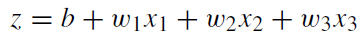 z = b + w₁x₁ + w₂x₂ + w₃x₃